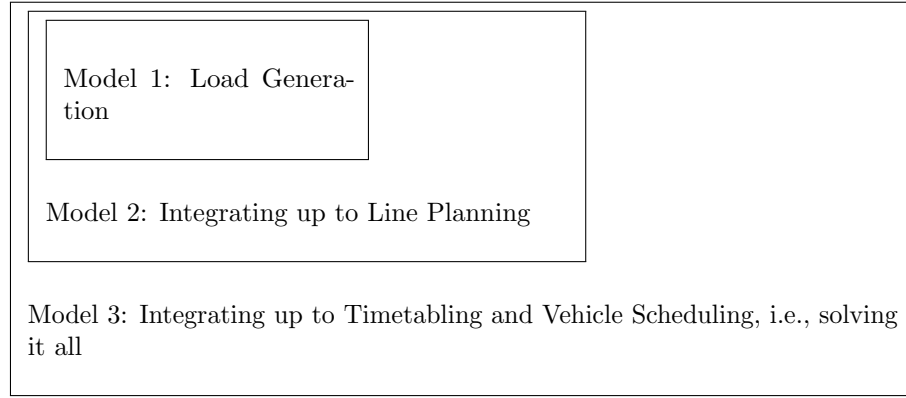 Model 1: Load Genera-
tion
Model 2: Integrating up to Line Planning
Model 3: Integrating up to Timetabling and Vehicle Scheduling, i.e., solving
it all